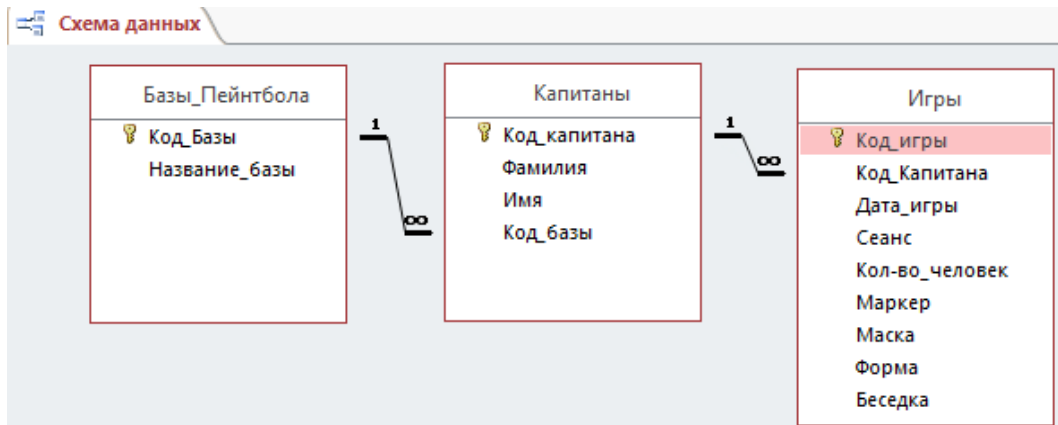 Схема данных
Базы_Пейнтбола
Код_Базы
Название_базы
1
∞
Капитаны
Код_капитана
Фамилия
Имя
Код_базы
1
∞
Игры
Код_игры
Код_Капитана
Дата_игры
Сеанс
Кол-во_человек
Маркер
Маска
Форма
Беседка